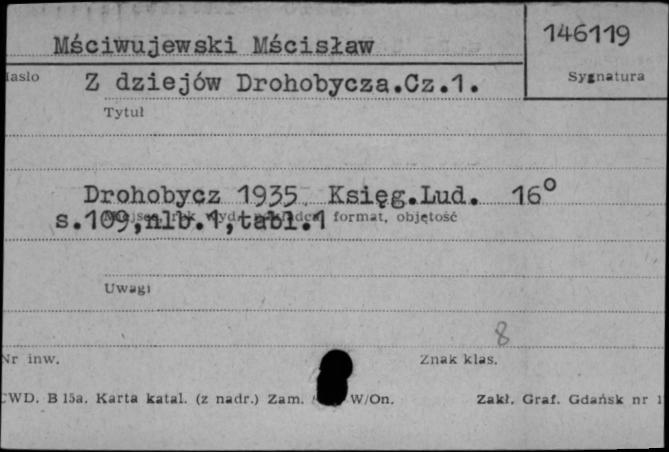 Mściwujewski Mścisław
146119
Sygnatura
Hasło
Z dziejów Drohobycza.Cz.1.
Tytuł
Drohobycz 1935 Księg.Lud. 16°
s.109,nlb.1,tabl.1
format, objętość
Uwagi
8
Nr inw.
Znak klas.
CWD. B 15a. Karta katal. (z nadr.) Zam.
W/On.
Zakł. Graf. Gdańsk nr 1